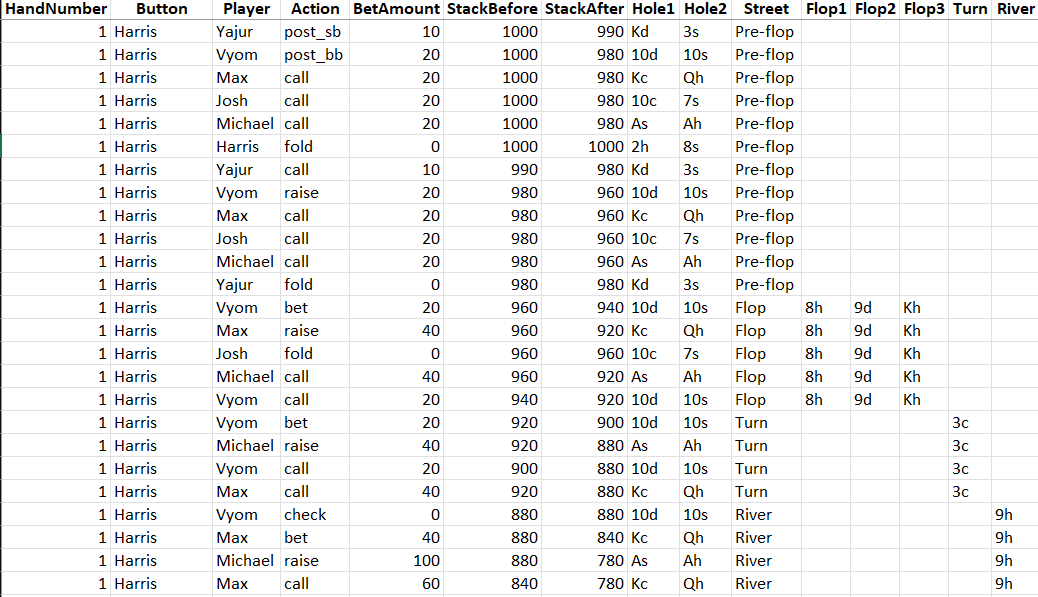 HandNumber Button Player Action BetAmount StackBefore StackAfter Hole1 Hole2 Street Flop1 Flop2 Flop3 Turn River
1 Harris Yajur post_sb 10 1000 990 Kd 3s Pre-flop
1 Harris Vyom post_bb 20 1000 980 10d 10s Pre-flop
1 Harris Max call 20 1000 980 Kc Qh Pre-flop
1 Harris Josh call 20 1000 980 10c 7s Pre-flop
1 Harris Michael call 20 1000 980 As Ah Pre-flop
1 Harris Harris fold 0 1000 1000 2h 8s Pre-flop
1 Harris Yajur call 10 990 980 Kd 3s Pre-flop
1 Harris Vyom raise 20 980 960 10d 10s Pre-flop
1 Harris Max call 20 980 960 Kc Qh Pre-flop
1 Harris Josh call 20 980 960 10c 7s Pre-flop
1 Harris Michael call 20 980 960 As Ah Pre-flop
1 Harris Yajur fold 0 980 980 Kd 3s Pre-flop
1 Harris Vyom bet 20 960 940 10d 10s Flop 8h 9d Kh
1 Harris Max raise 40 960 920 Kc Qh Flop 8h 9d Kh
1 Harris Josh fold 0 960 960 10c 7s Flop 8h 9d Kh
1 Harris Michael call 40 960 920 As Ah Flop 8h 9d Kh
1 Harris Vyom call 20 940 920 10d 10s Flop 8h 9d Kh
1 Harris Vyom bet 20 920 900 10d 10s Turn 3c
1 Harris Michael raise 40 920 880 As Ah Turn 3c
1 Harris Vyom call 20 900 880 10d 10s Turn 3c
1 Harris Max call 40 920 880 Kc Qh Turn 3c
1 Harris Vyom check 0 880 880 10d 10s River 9h
1 Harris Max bet 40 880 840 Kc Qh River 9h
1 Harris Michael raise 100 880 780 As Ah River 9h
1 Harris Max call 60 840 780 Kc Qh River 9h